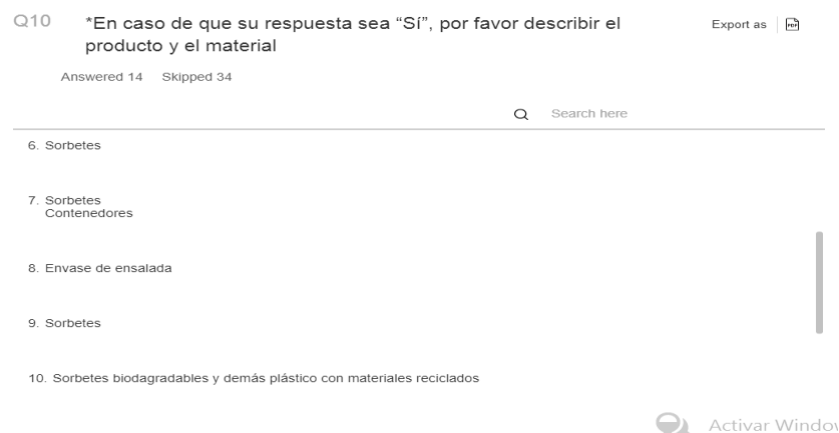 Q10 *En caso de que su respuesta sea “Sí”, por favor describir el Export as PDF
producto y el material
Answered 14 Skipped 34
Search here
6. Sorbetes
7. Sorbetes
Contenedores
8. Envase de ensalada
9. Sorbetes
10. Sorbetes biodagradables y demás plástico con materiales reciclados
Activar Window